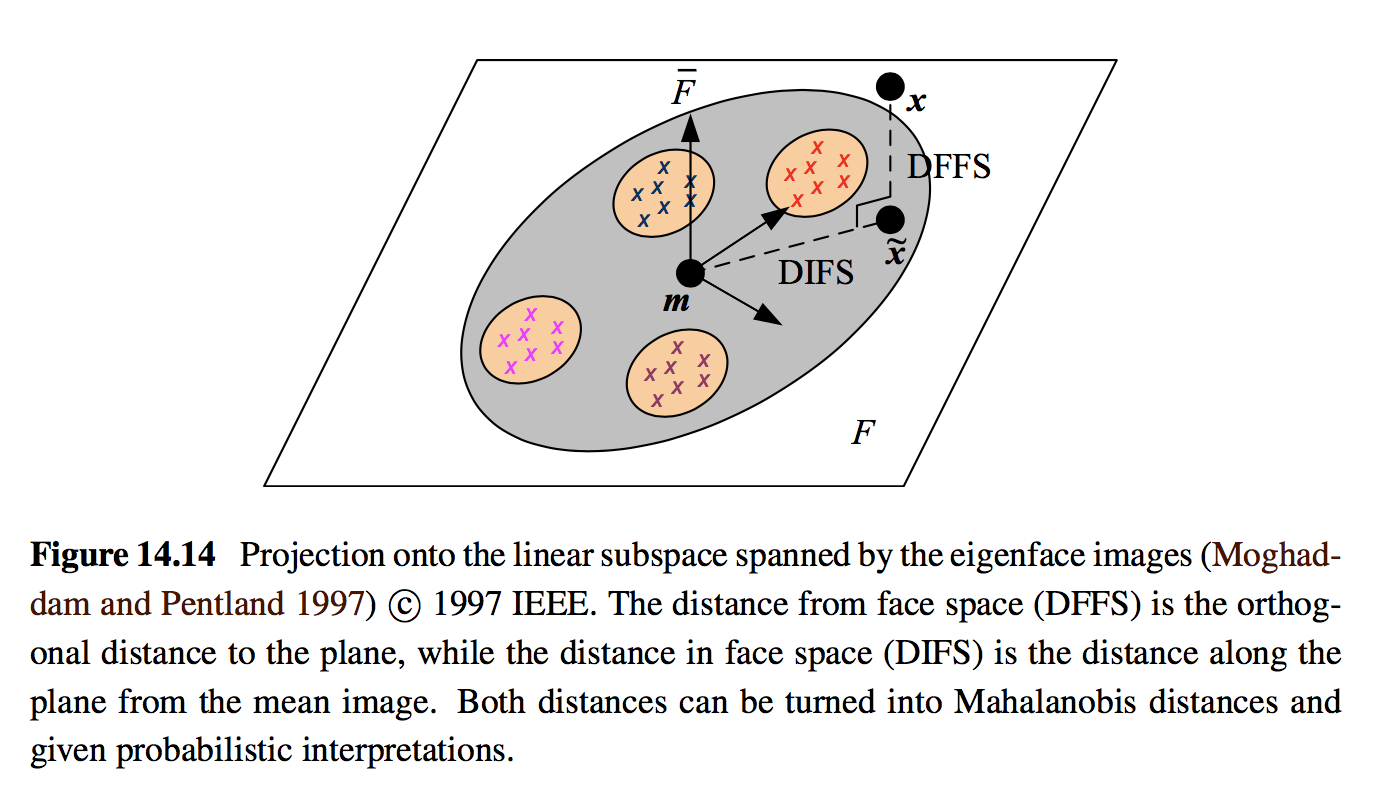 F̅
x
DFFS
x̃
DIFS
m
F
x x x x x x x
x x x x x x x
x x x x x x x
x x x x x x x
Figure 14.14 Projection onto the linear subspace spanned by the eigenface images (Moghad-
dam and Pentland 1997) © 1997 IEEE. The distance from face space (DFFS) is the orthog-
onal distance to the plane, while the distance in face space (DIFS) is the distance along the
plane from the mean image. Both distances can be turned into Mahalanobis distances and
given probabilistic interpretations.